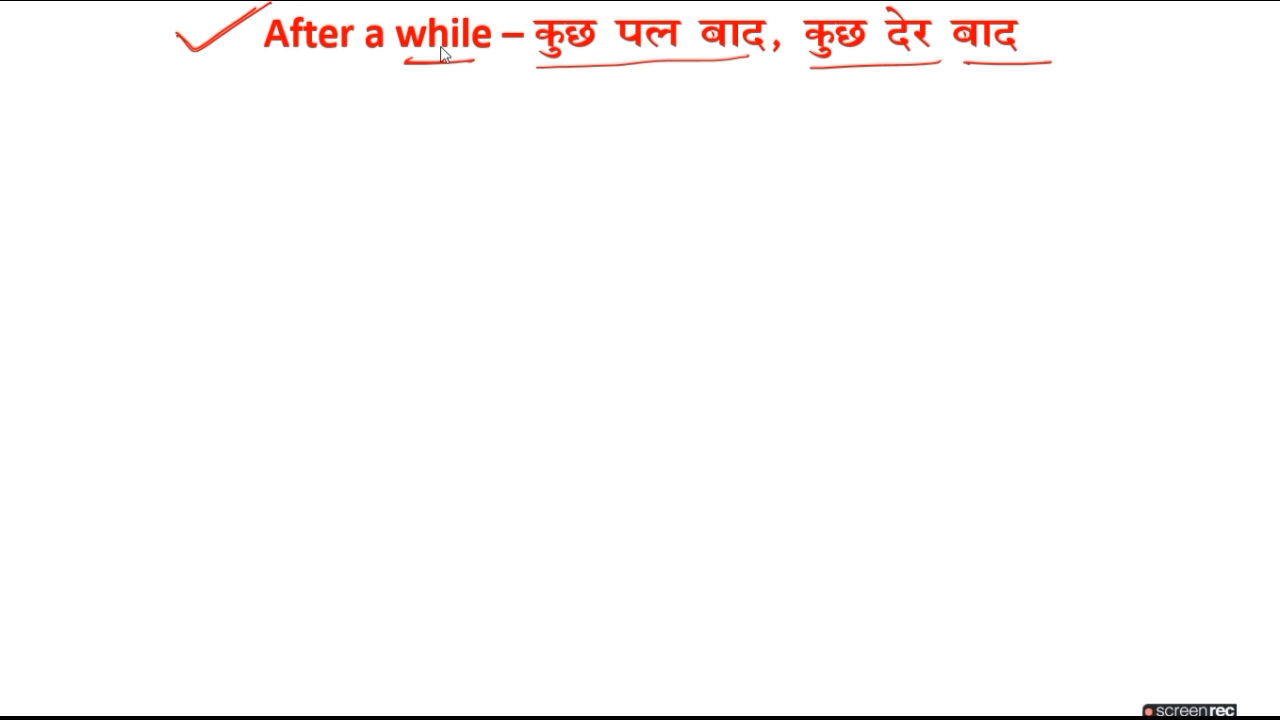 After a while – कुछ पल बाद, कुछ देर बाद
screenrec